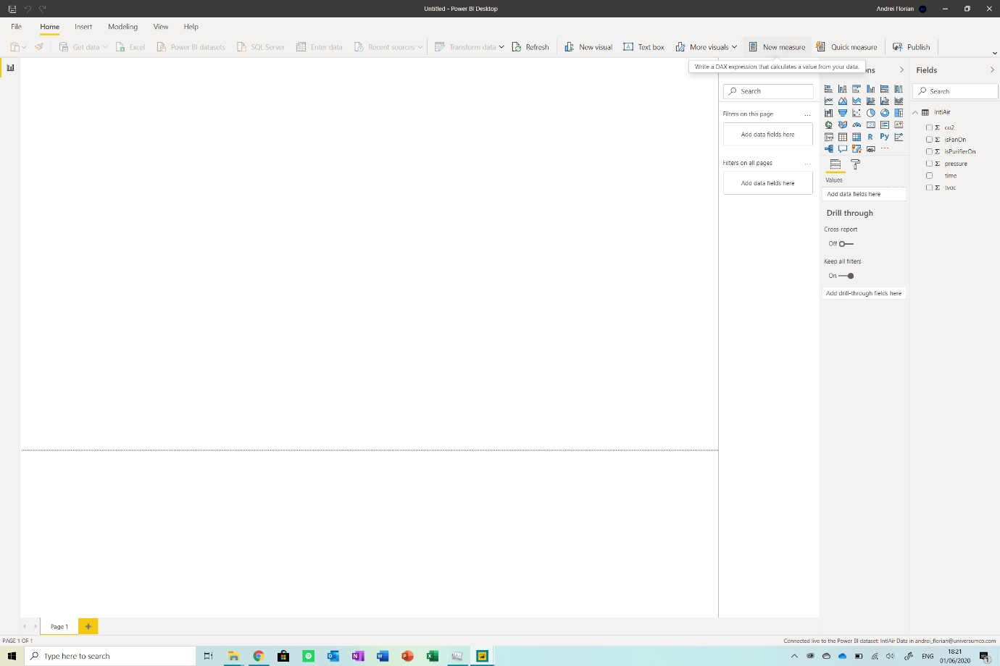 Untitled - Power BI Desktop
Andrei Florian
File Home Insert Modeling View Help
Get data Excel Power BI datasets SQL Server Enter data Recent sources Transform data Refresh New visual Text box More visuals New measure Quick measure Publish
Write a DAX expression that calculates a value from your data.
ons
Fields
Search
Search
Filters on this page
Add data fields here
Filters on all pages
Add data fields here
R Py
Values
Add data fields here
Drill through
Cross-report
Off
Keep all filters
On
Add drill-through fields here
IntlAir
co2
isFanOn
isPurifierOn
pressure
time
tvoc
Page 1
PAGE 1 OF 1
Connected live to the Power BI dataset: IntlAir Data in andrei_florian@universumco.com
Type here to search
ENG
18:21
01/06/2020